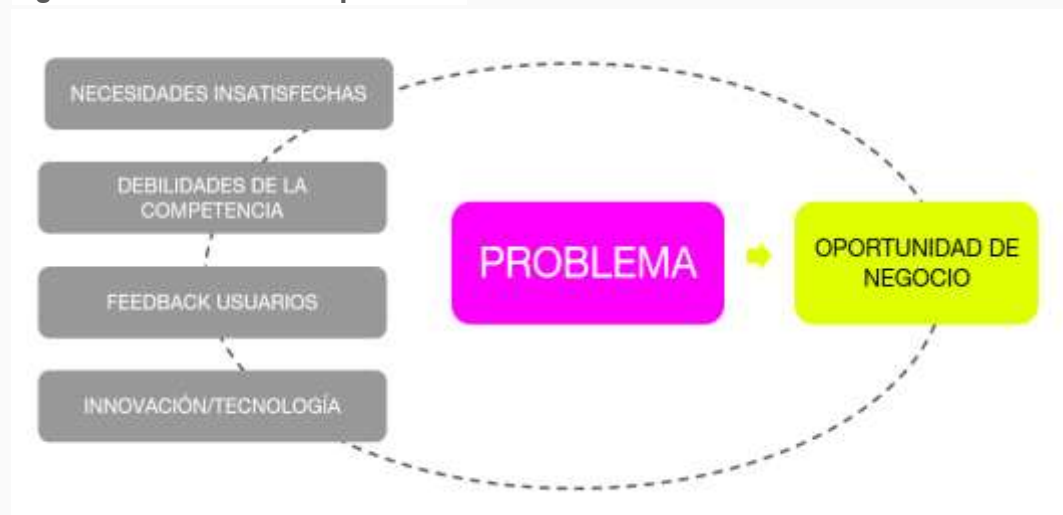 NECESIDADES INSATISFECHAS
DEBILIDADES DE LA
COMPETENCIA
FEEDBACK USUARIOS
INNOVACIÓN/TECNOLOGÍA
PROBLEMA
OPORTUNIDAD DE
NEGOCIO